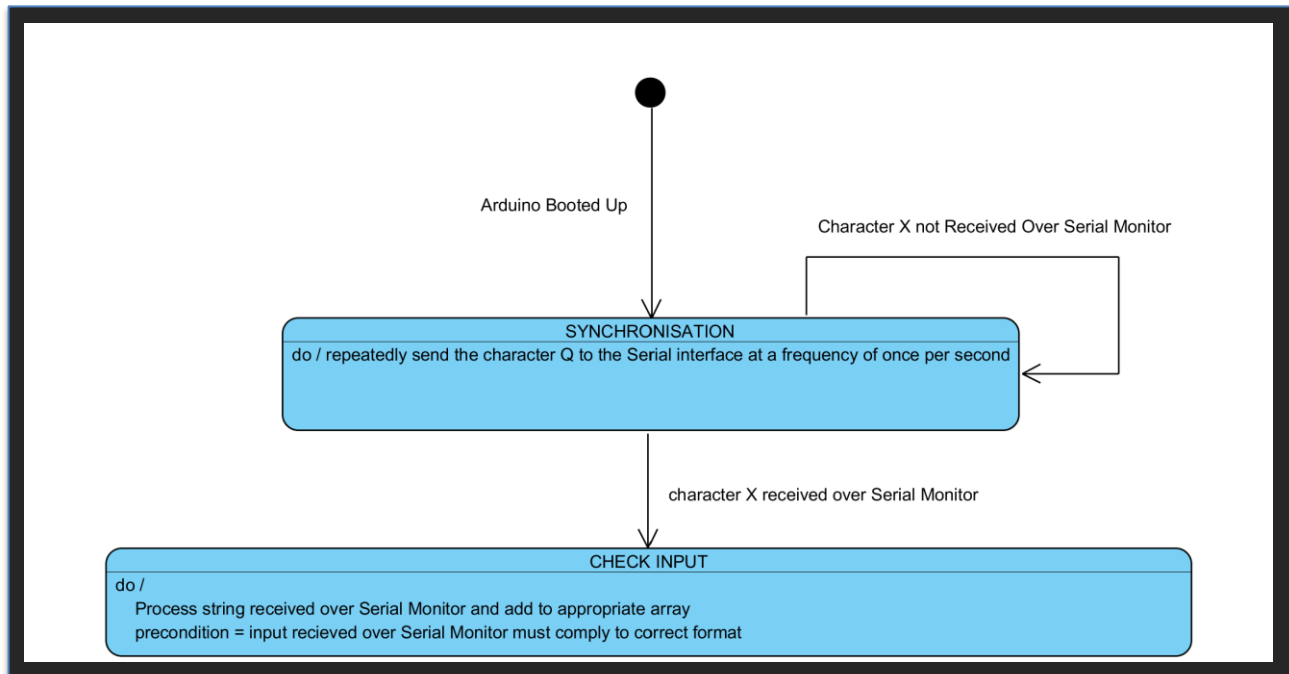 Arduino Booted Up
Character X not Received Over Serial Monitor
SYNCHRONISATION
do / repeatedly send the character Q to the Serial interface at a frequency of once per second
character X received over Serial Monitor
CHECK INPUT
do /
Process string received over Serial Monitor and add to appropriate array
precondition = input recieved over Serial Monitor must comply to correct format